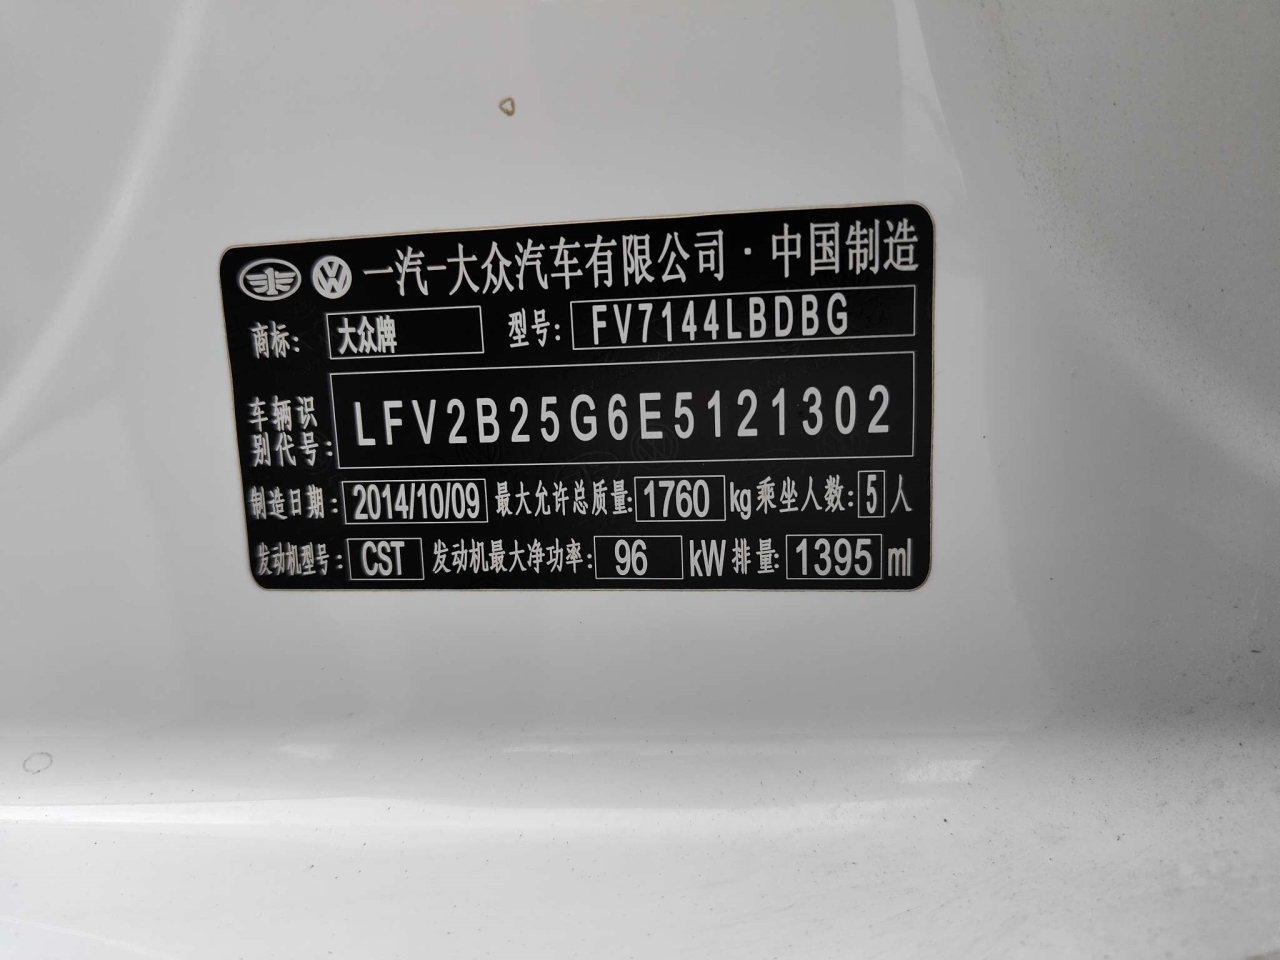 一汽-大众汽车有限公司·中国制造
商标: 大众牌 型号: FV7144LBDBG
车辆识别代号: LFV2B25G6E5121302
制造日期: 2014/10/09 最大允许总质量: 1760 kg 乘坐人数: 5 人
发动机型号: CST 发动机最大净功率: 96 kW 排量: 1395 ml